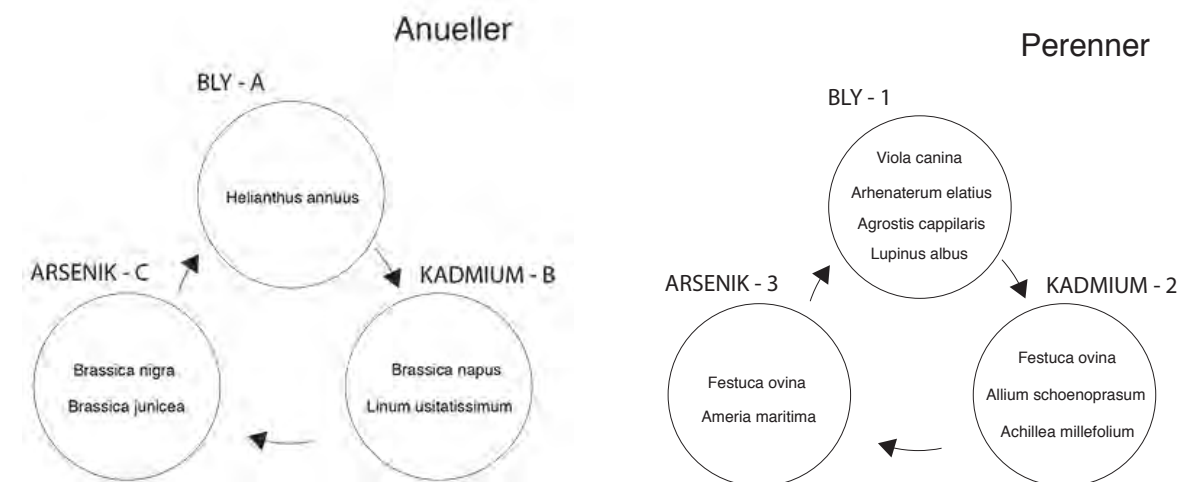 Anueller
BLY - A
Helianthus annuus
ARSENIK - C
KADMIUM - B
Brassica nigra
Brassica junicea
Brassica napus
Linum usitatissimum
Perenner
BLY - 1
Viola canina
Arhenaterum elatius
Agrostis cappilaris
Lupinus albus
ARSENIK - 3
KADMIUM - 2
Festuca ovina
Ameria maritima
Festuca ovina
Allium schoenoprasum
Achillea millefolium